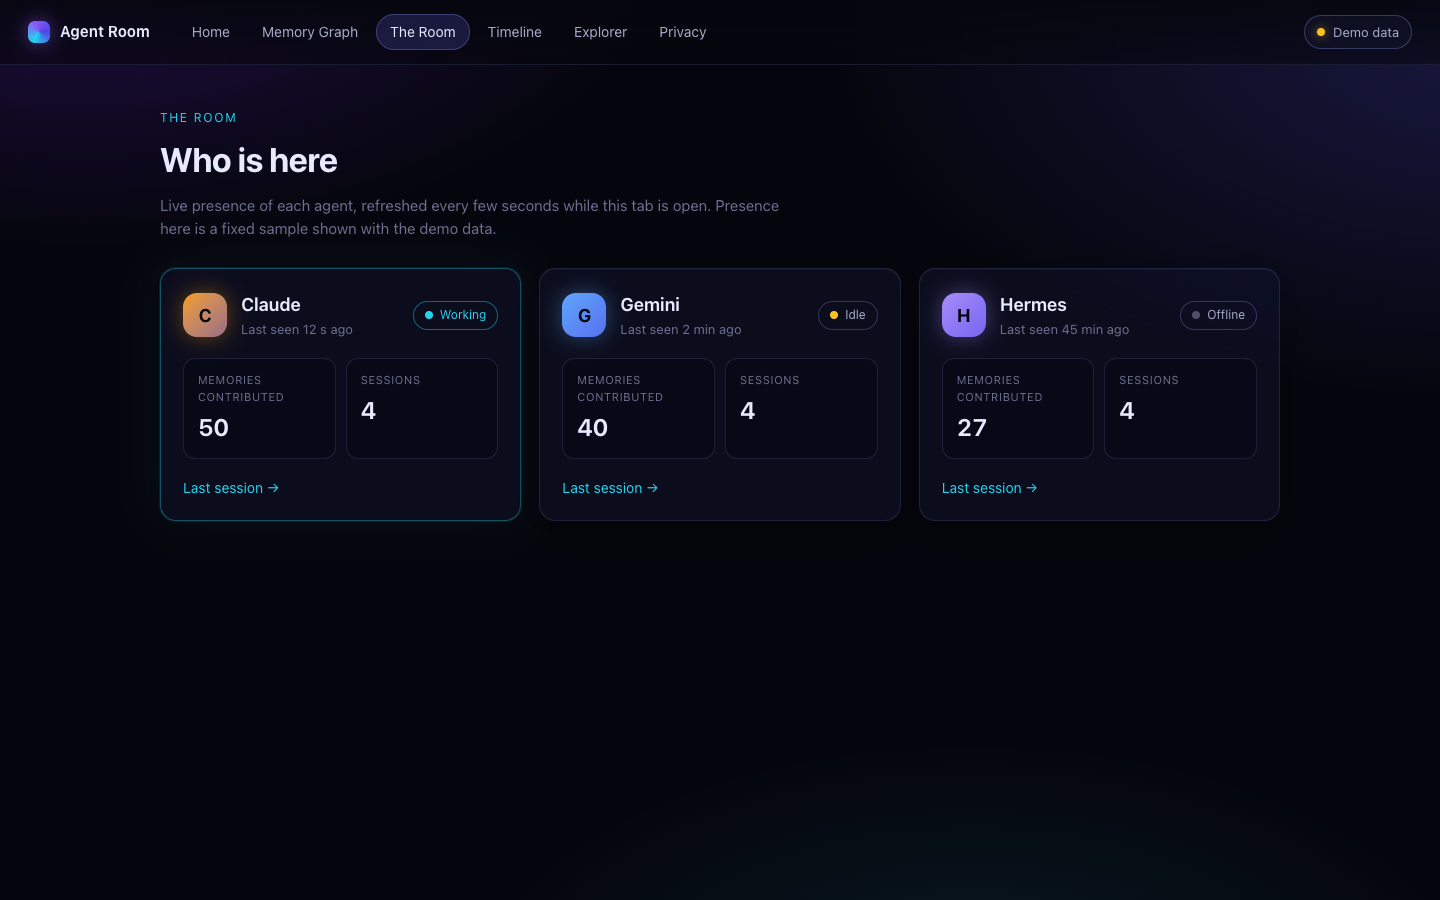 Agent Room
Home
Memory Graph
The Room
Timeline
Explorer
Privacy
Demo data
THE ROOM
Who is here
Live presence of each agent, refreshed every few seconds while this tab is open. Presence
here is a fixed sample shown with the demo data.
C
Claude
Last seen 12 s ago
Working
MEMORIES
CONTRIBUTED
50
SESSIONS
4
Last session →
G
Gemini
Last seen 2 min ago
Idle
MEMORIES
CONTRIBUTED
40
SESSIONS
4
Last session →
H
Hermes
Last seen 45 min ago
Offline
MEMORIES
CONTRIBUTED
27
SESSIONS
4
Last session →